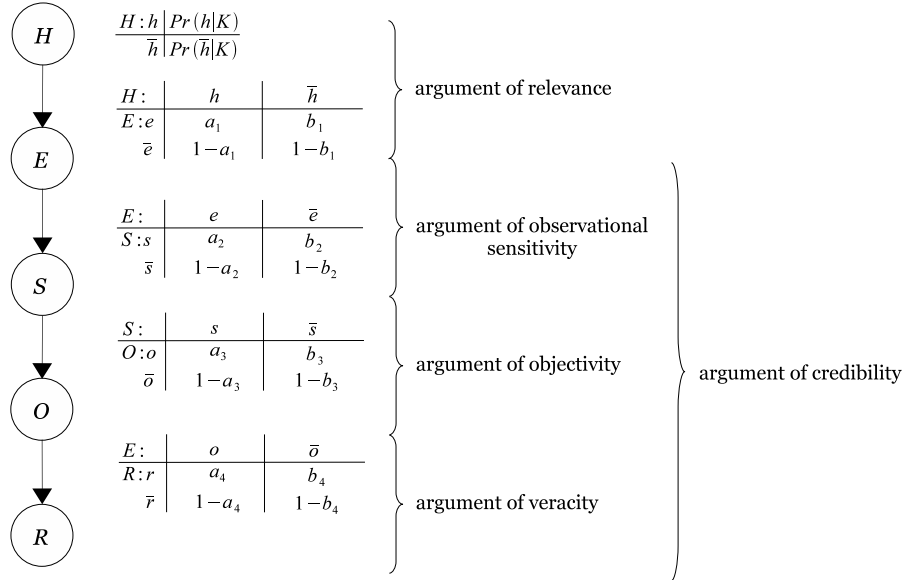 H
H : h | Pr(h|K)
h̅ | Pr(h̅|K)
H : h h̅
E : e a₁ b₁
e̅ 1−a₁ 1−b₁
argument of relevance
E
E : e e̅
S : s a₂ b₂
s̅ 1−a₂ 1−b₂
argument of observational
sensitivity
S
S : s s̅
O : o a₃ b₃
o̅ 1−a₃ 1−b₃
argument of objectivity
argument of credibility
O
E : o o̅
R : r a₄ b₄
r̅ 1−a₄ 1−b₄
argument of veracity
R